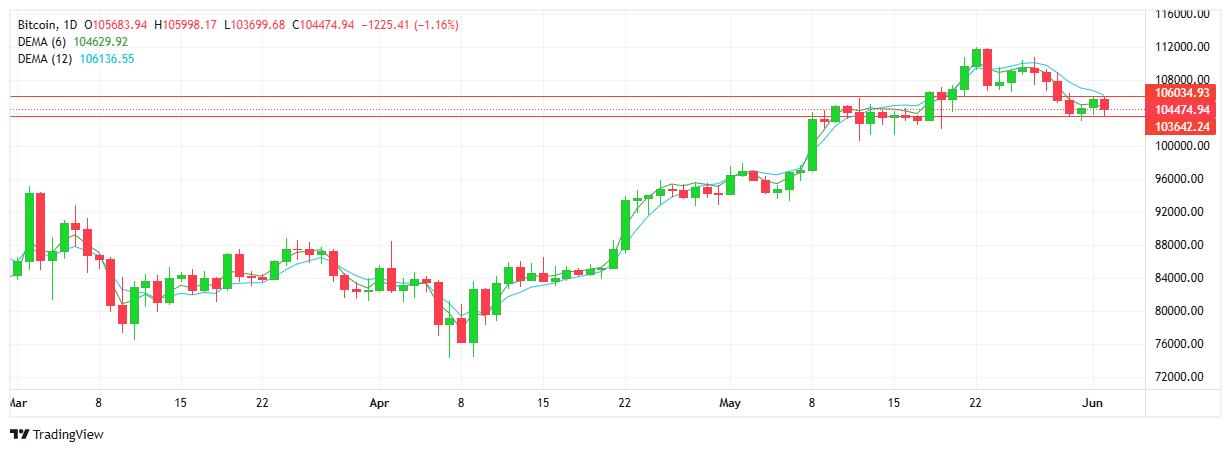 Bitcoin, 1D O105683.94 H105998.17 L103699.68 C104474.94 −1225.41 (−1.16%)
DEMA (6) 104629.92
DEMA (12) 106136.55
116000.00
112000.00
108000.00
106034.93
104474.94
103642.24
100000.00
96000.00
92000.00
88000.00
84000.00
80000.00
76000.00
72000.00
Mar 8 15 22 Apr 8 15 22 May 8 15 22 Jun
TradingView